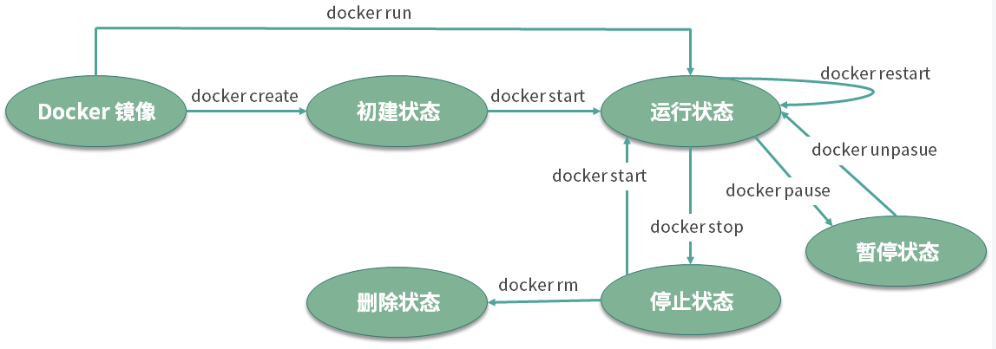 docker run
docker restart
docker create
docker start
Docker 镜像
初建状态
运行状态
docker unpasue
docker start
docker pause
docker stop
暂停状态
docker rm
删除状态
停止状态